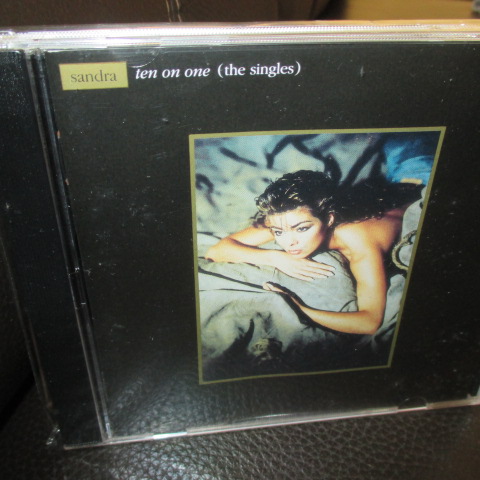 sandra ten on one (the singles)